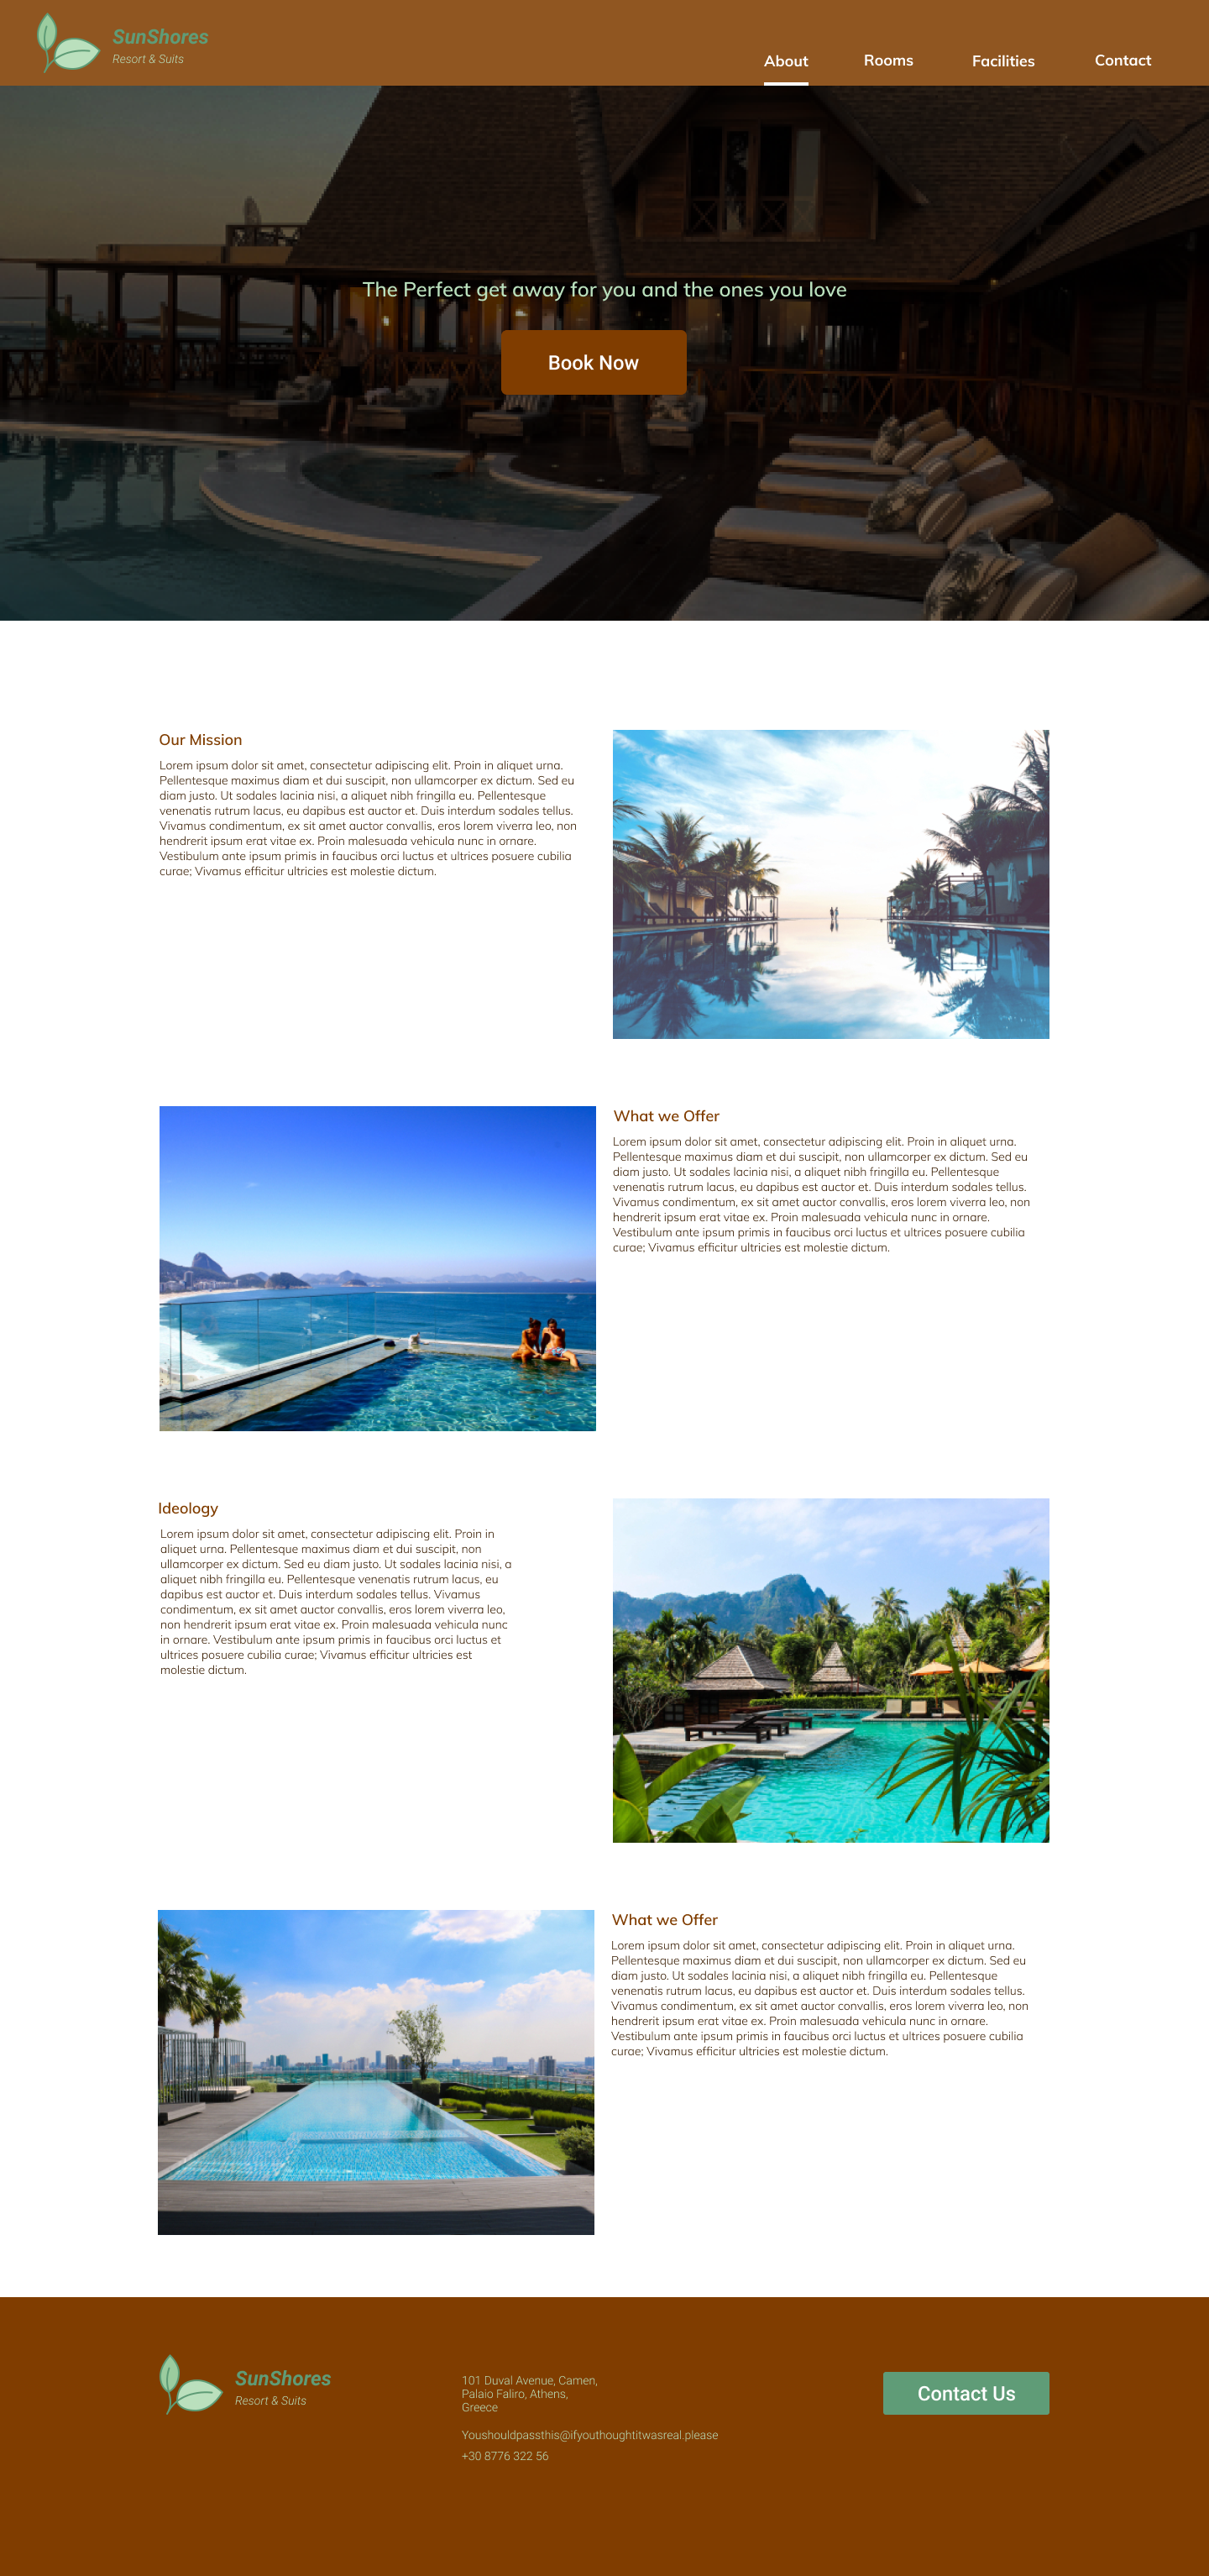 SunShores
Resort & Suits
About
Rooms
Facilities
Contact
The Perfect get away for you and the ones you love
Book Now
Our Mission
Lorem ipsum dolor sit amet, consectetur adipiscing elit. Proin in aliquet urna.
Pellentesque maximus diam et dui suscipit, non ullamcorper ex dictum. Sed eu
diam justo. Ut sodales lacinia nisi, a aliquet nibh fringilla eu. Pellentesque
venenatis rutrum lacus, eu dapibus est auctor et. Duis interdum sodales tellus.
Vivamus condimentum, ex sit amet auctor convallis, eros lorem viverra leo, non
hendrerit ipsum erat vitae ex. Proin malesuada vehicula nunc in ornare.
Vestibulum ante ipsum primis in faucibus orci luctus et ultrices posuere cubilia
curae; Vivamus efficitur ultricies est molestie dictum.
What we Offer
Lorem ipsum dolor sit amet, consectetur adipiscing elit. Proin in aliquet urna.
Pellentesque maximus diam et dui suscipit, non ullamcorper ex dictum. Sed eu
diam justo. Ut sodales lacinia nisi, a aliquet nibh fringilla eu. Pellentesque
venenatis rutrum lacus, eu dapibus est auctor et. Duis interdum sodales tellus.
Vivamus condimentum, ex sit amet auctor convallis, eros lorem viverra leo, non
hendrerit ipsum erat vitae ex. Proin malesuada vehicula nunc in ornare.
Vestibulum ante ipsum primis in faucibus orci luctus et ultrices posuere cubilia
curae; Vivamus efficitur ultricies est molestie dictum.
Ideology
Lorem ipsum dolor sit amet, consectetur adipiscing elit. Proin in
aliquet urna. Pellentesque maximus diam et dui suscipit, non
ullamcorper ex dictum. Sed eu diam justo. Ut sodales lacinia nisi, a
aliquet nibh fringilla eu. Pellentesque venenatis rutrum lacus, eu
dapibus est auctor et. Duis interdum sodales tellus. Vivamus
condimentum, ex sit amet auctor convallis, eros lorem viverra leo,
non hendrerit ipsum erat vitae ex. Proin malesuada vehicula nunc
in ornare. Vestibulum ante ipsum primis in faucibus orci luctus et
ultrices posuere cubilia curae; Vivamus efficitur ultricies est
molestie dictum.
What we Offer
Lorem ipsum dolor sit amet, consectetur adipiscing elit. Proin in aliquet urna.
Pellentesque maximus diam et dui suscipit, non ullamcorper ex dictum. Sed eu
diam justo. Ut sodales lacinia nisi, a aliquet nibh fringilla eu. Pellentesque
venenatis rutrum lacus, eu dapibus est auctor et. Duis interdum sodales tellus.
Vivamus condimentum, ex sit amet auctor convallis, eros lorem viverra leo, non
hendrerit ipsum erat vitae ex. Proin malesuada vehicula nunc in ornare.
Vestibulum ante ipsum primis in faucibus orci luctus et ultrices posuere cubilia
curae; Vivamus efficitur ultricies est molestie dictum.
SunShores
Resort & Suits
101 Duval Avenue, Camen,
Palaio Faliro, Athens,
Greece
Youshouldpassthis@ifyouthoughtitwasreal.please
+30 8776 322 56
Contact Us